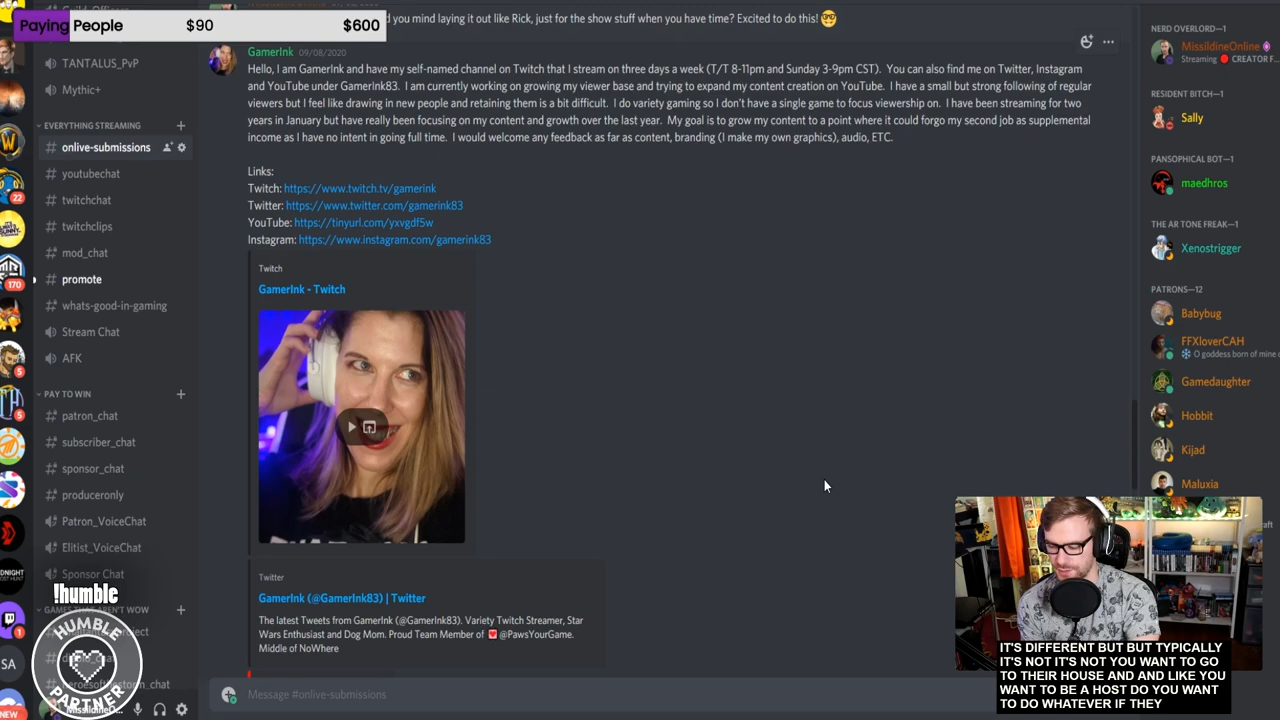 Paying People $90 $600
d you mind laying it out like Rick, just for the show stuff when you have time? Excited to do this!
TANTALUS_PvP
Mythic+
EVERYTHING STREAMING
onlive-submissions
youtubechat
twitchchat
twitchclips
mod_chat
promote
whats-good-in-gaming
Stream Chat
AFK
PAY TO WIN
patron_chat
subscriber_chat
sponsor_chat
produceronly
Patron_VoiceChat
Elitist_VoiceChat
Sponsor Chat
!humble
HUMBLE
PARTNER
22
170
5
5
1
SA
NEW
GamerInk 09/08/2020
Hello, I am GamerInk and have my self-named channel on Twitch that I stream on three days a week (T/T 8-11pm and Sunday 3-9pm CST). You can also find me on Twitter, Instagram
and YouTube under GamerInk83. I am currently working on growing my viewer base and trying to expand my content creation on YouTube. I have a small but strong following of regular
viewers but I feel like drawing in new people and retaining them is a bit difficult. I do variety gaming so I don't have a single game to focus viewership on. I have been streaming for two
years in January but have really been focusing on my content and growth over the last year. My goal is to grow my content to a point where it could forgo my second job as supplemental
income as I have no intent in going full time. I would welcome any feedback as far as content, branding (I make my own graphics), audio, ETC.
Links:
Twitch: https://www.twitch.tv/gamerink
Twitter: https://www.twitter.com/gamerink83
YouTube: https://tinyurl.com/yxvgdf5w
Instagram: https://www.instagram.com/gamerink83
Twitch
GamerInk - Twitch
Twitter
GamerInk (@GamerInk83) | Twitter
The latest Tweets from GamerInk (@GamerInk83). Variety Twitch Streamer, Star
Wars Enthusiast and Dog Mom. Proud Team Member of @PawsYourGame.
Middle of NoWhere
Message #onlive-submissions
NERD OVERLORD—1
MissildineOnline
Streaming CREATOR F...
RESIDENT BITCH—1
Sally
PANSOPHICAL BOT—1
maedhros
THE AR TONE FREAK—1
Xenostrigger
PATRONS—12
Babybug
FFXIoverCAH
O goddess born of mine
Gamedaughter
Hobbit
Kijad
Maluxia
IT'S DIFFERENT BUT BUT TYPICALLY
IT'S NOT IT'S NOT YOU WANT TO GO
TO THEIR HOUSE AND AND LIKE YOU
WANT TO BE A HOST DO YOU WANT
TO DO WHATEVER IF THEY